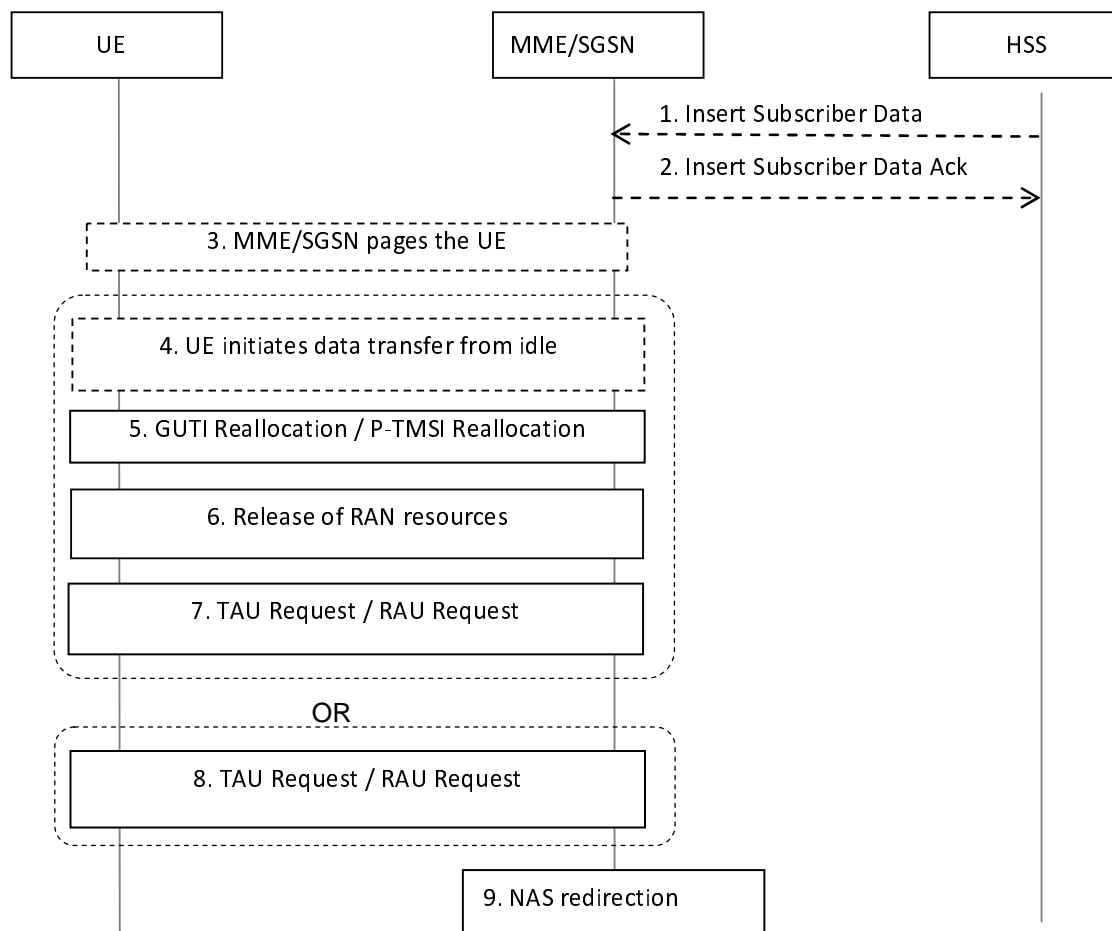 UE
MME/SGSN
HSS
1. Insert Subscriber Data
2. Insert Subscriber Data Ack
3. MME/SGSN pages the UE
4. UE initiates data transfer from idle
5. GUTI Reallocation / P-TMSI Reallocation
6. Release of RAN resources
7. TAU Request / RAU Request
OR
8. TAU Request / RAU Request
9. NAS redirection